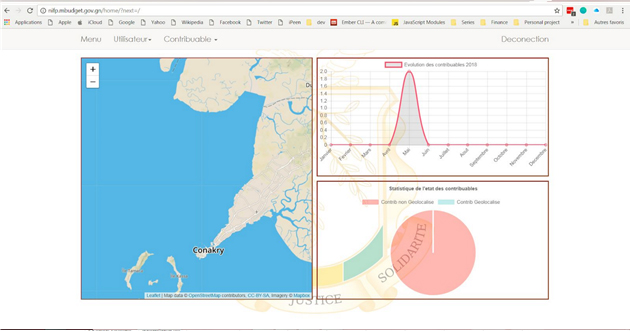 nifp.mbudget.gov.gn/home/?next=/
Applications Apple iCloud Google Yahoo Wikipedia Facebook Twitter iPrem dev Ember CLI — A com JavaScript Modules Series Finance Personal project » Autres favoris
Menu Utilisateur Contribuable Deconection
+
−
Conakry
Leaflet | Map data © OpenStreetMap contributors, CC-BY-SA, Imagery © Mapbox
Evolution des contribuables 2018
2.0
1.8
1.6
1.4
1.2
1.0
0.8
0.6
0.4
0.2
0
Janvier Fevrier Mars Avril Mai Juin Juillet Aout Septembre Octobre Novembre Decembre
Statistique de l'etat des contribuables
Contrib non Geolocalise Contrib Geolocalise
SOLIDARITE
JUSTICE